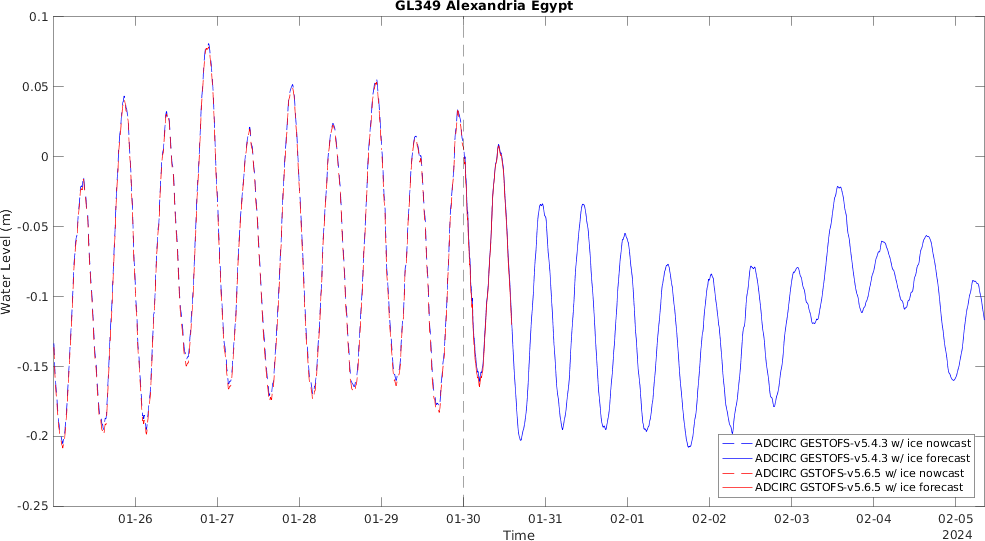 GL349 Alexandria Egypt
0.1
0.05
0
-0.05
-0.1
-0.15
-0.2
-0.25
Water Level (m)
ADCIRC GESTOFS-v5.4.3 w/ ice nowcast
ADCIRC GESTOFS-v5.4.3 w/ ice forecast
ADCIRC GSTOFS-v5.6.5 w/ ice nowcast
ADCIRC GSTOFS-v5.6.5 w/ ice forecast
01-26 01-27 01-28 01-29 01-30 01-31 02-01 02-02 02-03 02-04 02-05
Time
2024